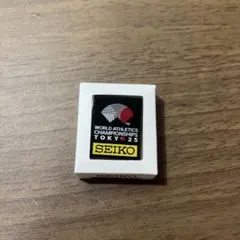 WORLD ATHLETICS
CHAMPIONSHIPS
TOKYO 25
SEIKO